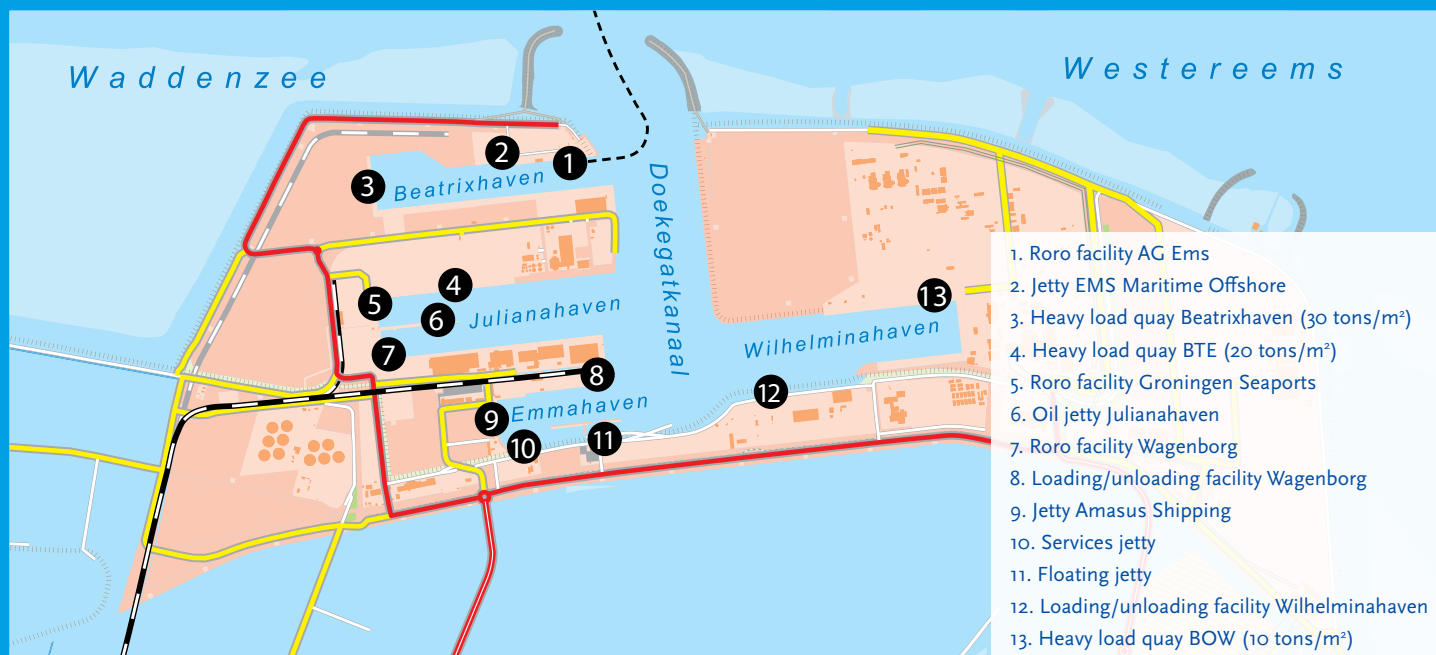 Waddenzee
Westereems
2
1
3
Beatrixhaven
Doekegatkanaal
4
5
6
Julianahaven
13
7
Wilhelminahaven
8
12
9
Emmahaven
10
11
1. Roro facility AG Ems
2. Jetty EMS Maritime Offshore
3. Heavy load quay Beatrixhaven (30 tons/m²)
4. Heavy load quay BTE (20 tons/m²)
5. Roro facility Groningen Seaports
6. Oil jetty Julianahaven
7. Roro facility Wagenborg
8. Loading/unloading facility Wagenborg
9. Jetty Amasus Shipping
10. Services jetty
11. Floating jetty
12. Loading/unloading facility Wilhelminahaven
13. Heavy load quay BOW (10 tons/m²)